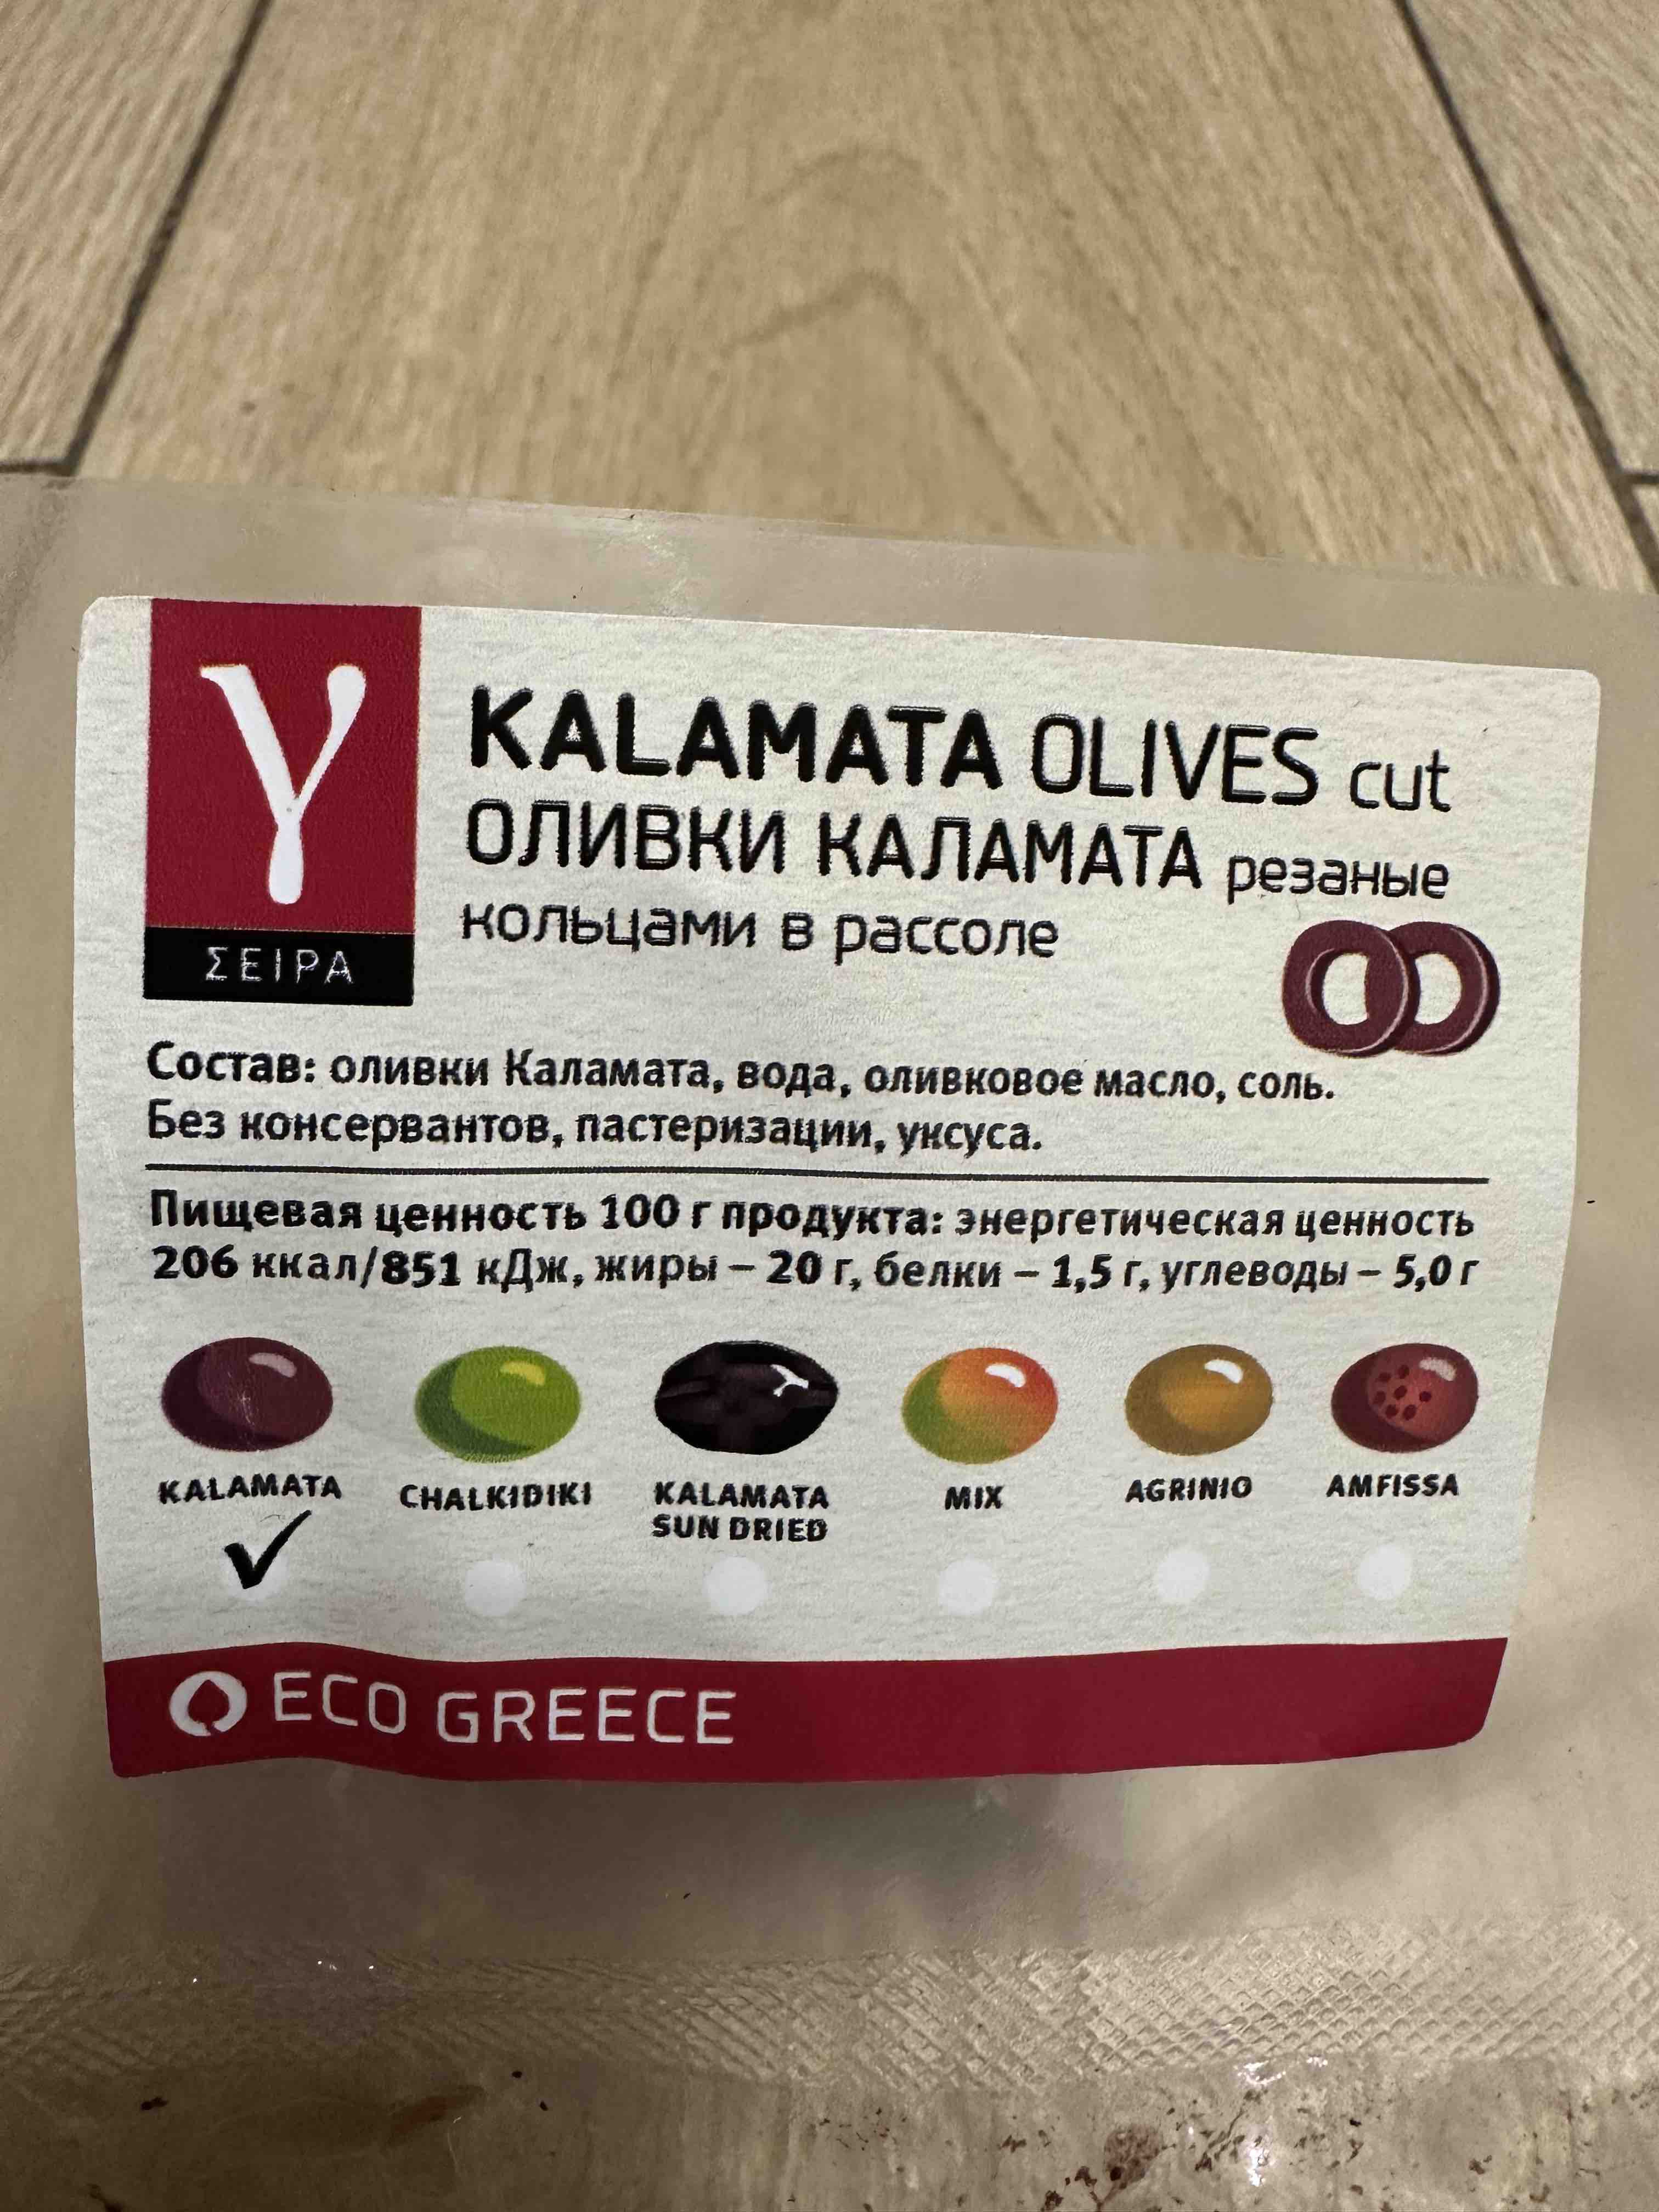 γ
ΣΕΙΡΑ
KALAMATA OLIVES cut
ОЛИВКИ КАЛАМАТА резаные
кольцами в рассоле
Состав: оливки Каламата, вода, оливковое масло, соль.
Без консервантов, пастеризации, уксуса.
Пищевая ценность 100 г продукта: энергетическая ценность
206 ккал/851 кДж, жиры – 20 г, белки – 1,5 г, углеводы – 5,0 г
KALAMATA CHALKIDIKI KALAMATA MIX AGRINIO AMFISSA
SUN DRIED
ECO GREECE